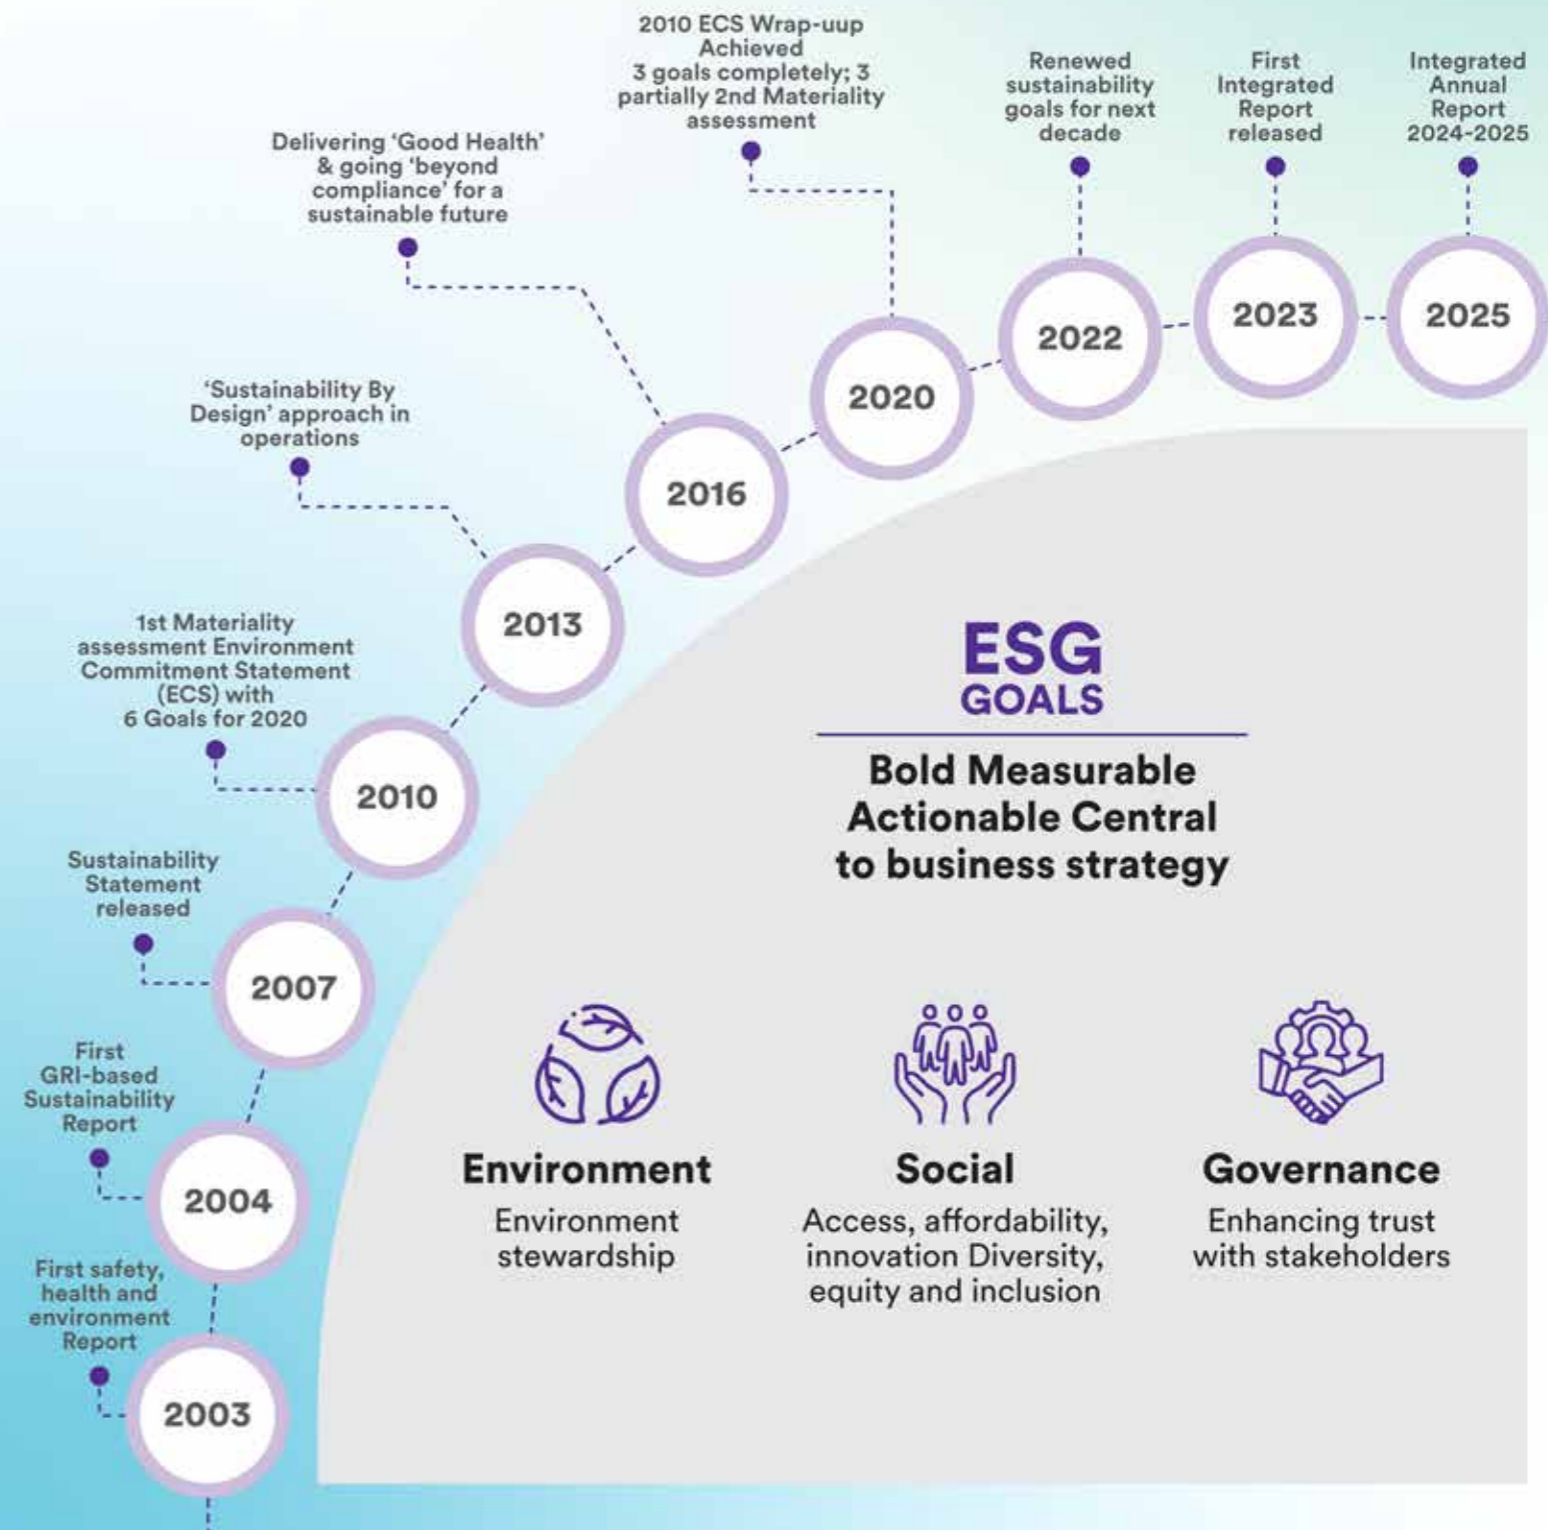 2010 ECS Wrap-uup
Achieved
3 goals completely; 3
partially 2nd Materiality
assessment
Renewed
sustainability
goals for next
decade
First
Integrated
Report
released
Integrated
Annual
Report
2024-2025
Delivering ‘Good Health’
& going ‘beyond
compliance’ for a
sustainable future
2025
2023
2022
2020
‘Sustainability By
Design’ approach in
operations
2016
2013
1st Materiality
assessment Environment
Commitment Statement
(ECS) with
6 Goals for 2020
2010
Sustainability
Statement
released
2007
First
GRI-based
Sustainability
Report
2004
First safety,
health and
environment
Report
2003
ESG
GOALS
Bold Measurable
Actionable Central
to business strategy
Environment
Environment
stewardship
Social
Access, affordability,
innovation Diversity,
equity and inclusion
Governance
Enhancing trust
with stakeholders